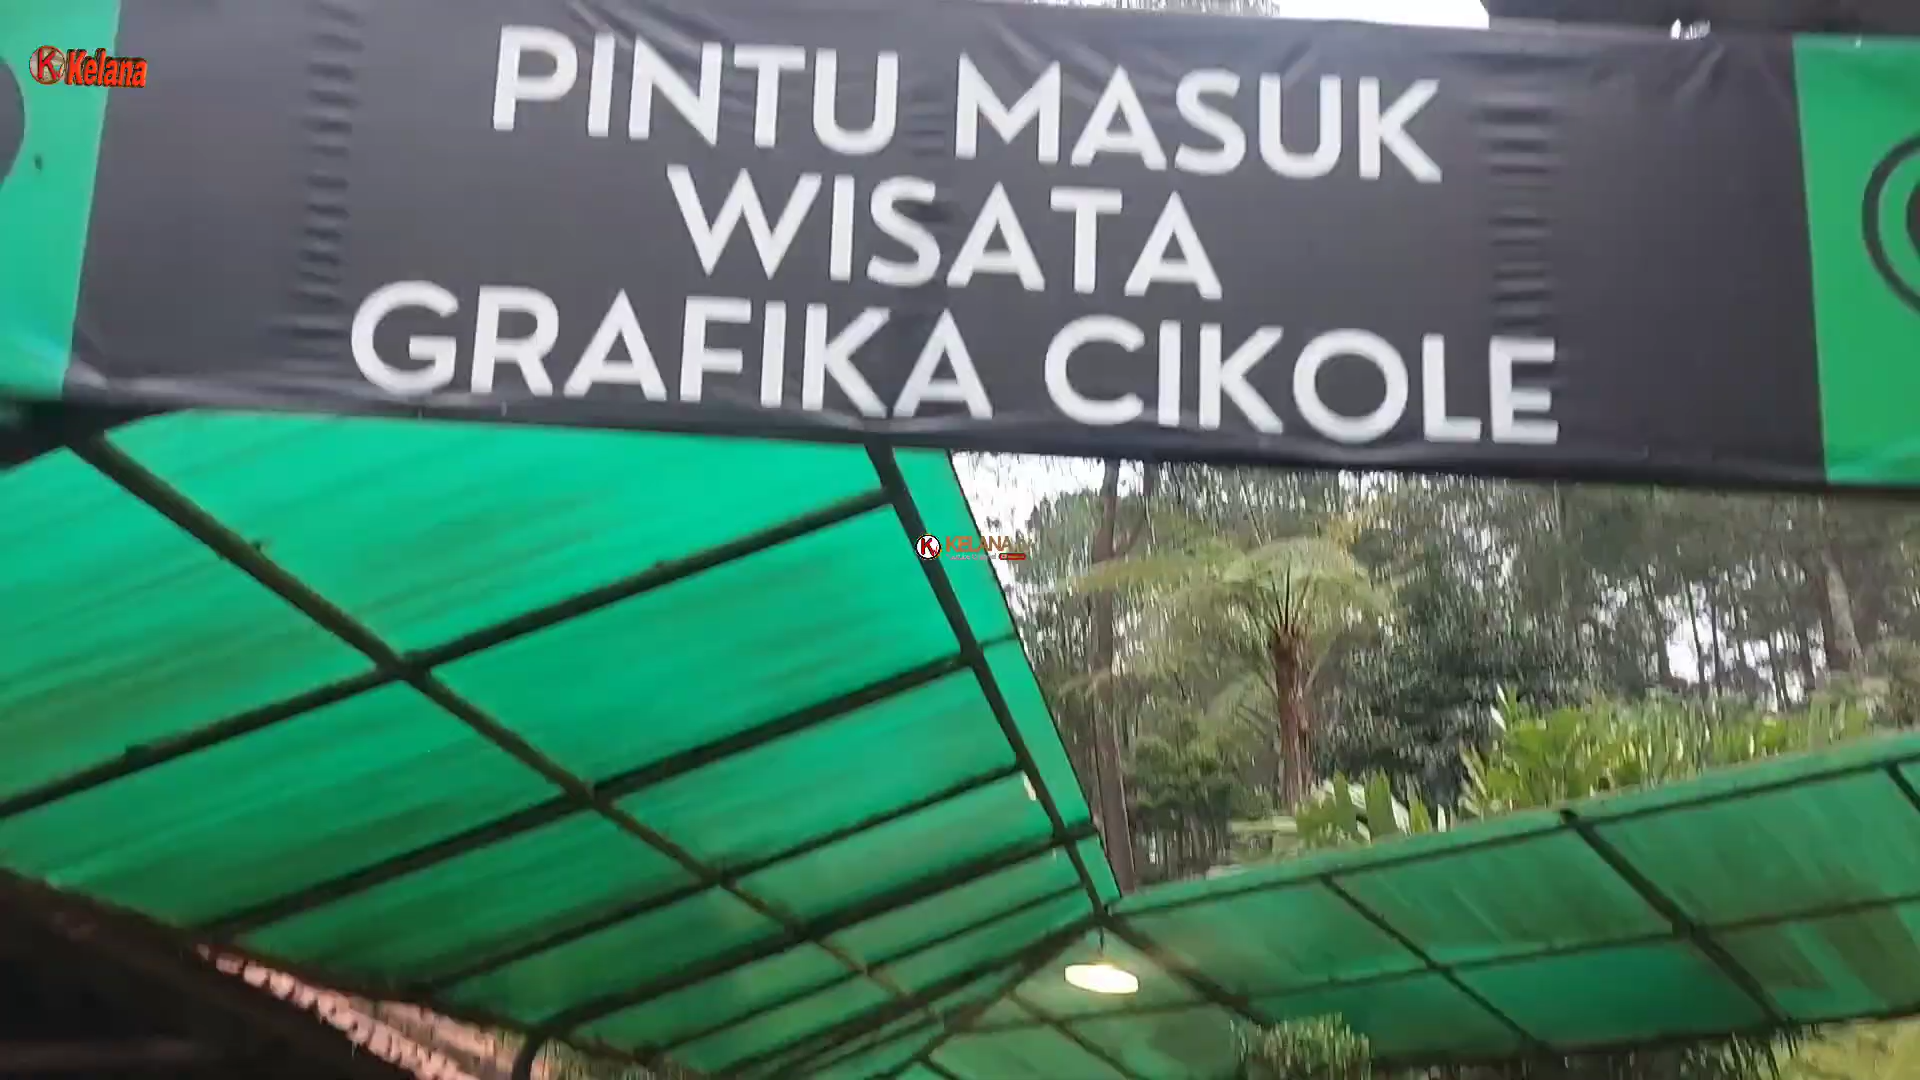 Kelana
PINTU MASUK
WISATA
GRAFIKA CIKOLE
KELANA